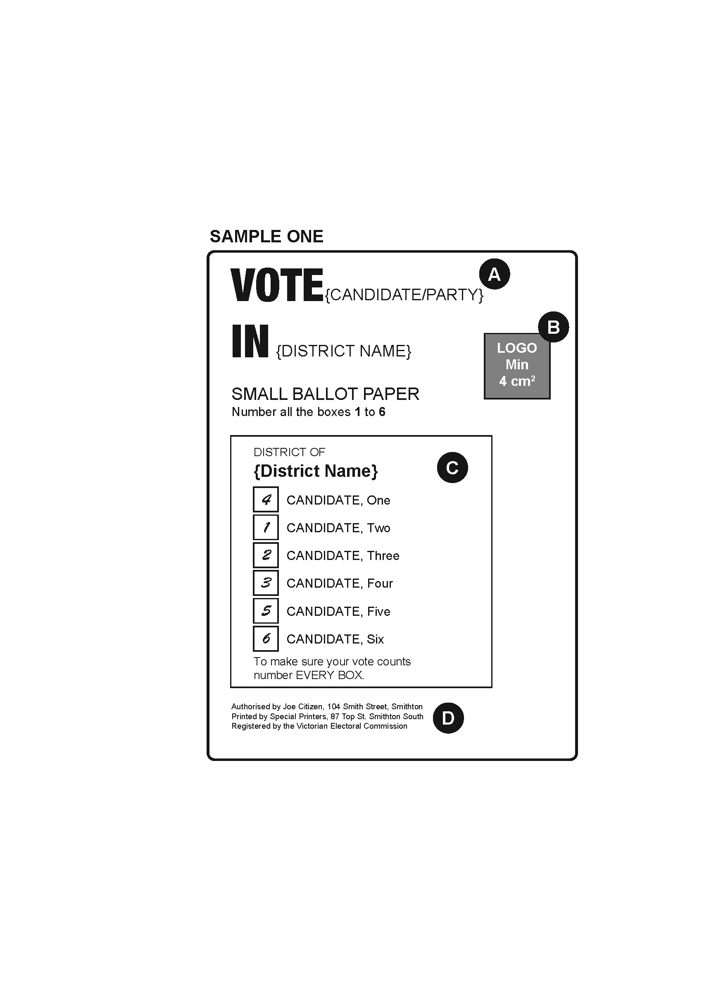 SAMPLE ONE
VOTE {CANDIDATE/PARTY} A
IN {DISTRICT NAME}
B
LOGO
Min
4 cm²
SMALL BALLOT PAPER
Number all the boxes 1 to 6
DISTRICT OF
{District Name} C
4 CANDIDATE, One
1 CANDIDATE, Two
2 CANDIDATE, Three
3 CANDIDATE, Four
5 CANDIDATE, Five
6 CANDIDATE, Six
To make sure your vote counts
number EVERY BOX.
Authorised by Joe Citizen, 104 Smith Street, Smithton
Printed by Special Printers, 87 Top St. Smithton South
Registered by the Victorian Electoral Commission
D